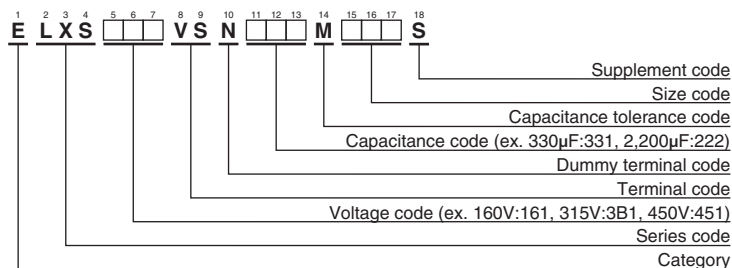 1 2 3 4 5 6 7 8 9 10 11 12 13 14 15 16 17 18
E LXS □□□ VS N □□□ M □□□ S
Supplement code
Size code
Capacitance tolerance code
Capacitance code (ex. 330µF:331, 2,200µF:222)
Dummy terminal code
Terminal code
Voltage code (ex. 160V:161, 315V:3B1, 450V:451)
Series code
Category